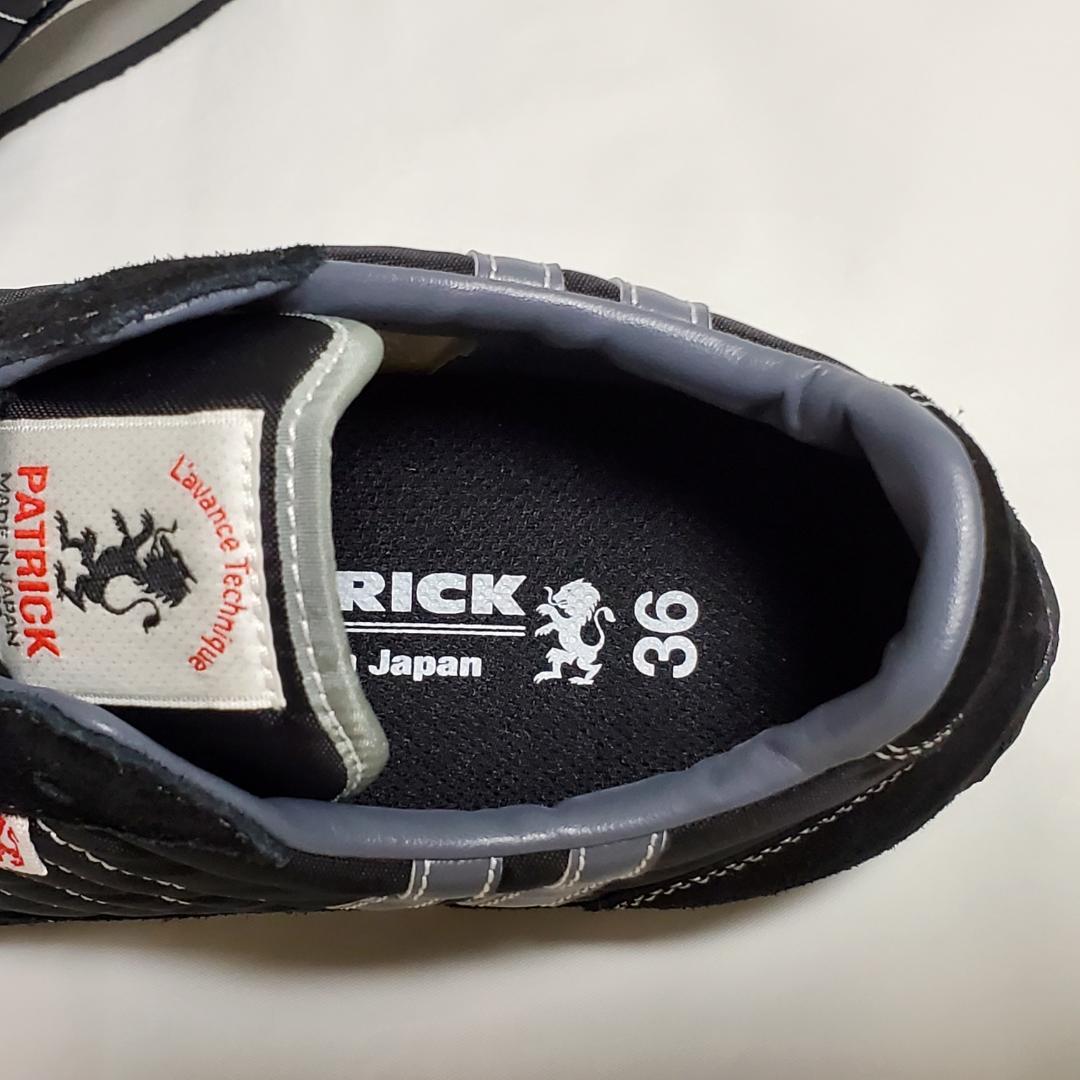 L'avance Technique
PATRICK
MADE IN JAPAN
RICK
Japan
36